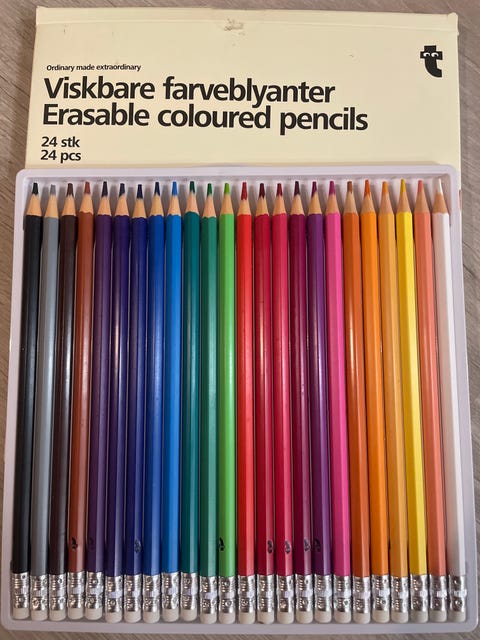 Ordinary made extraordinary
Viskbare farveblyanter
Erasable coloured pencils
24 stk
24 pcs